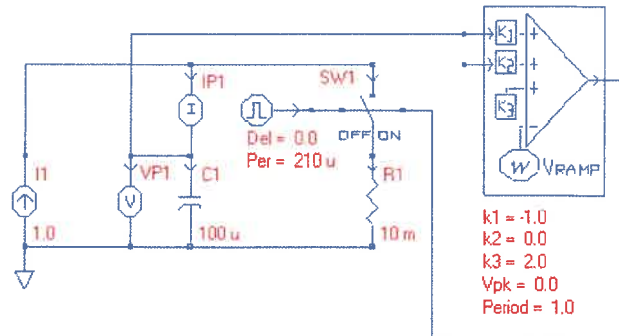 K1
IP1
SW1
K2
I
K3
Del = 0.0
OFF ON
Per = 210 u
W
VRAMP
I1
VP1
C1
R1
V
k1 = -1.0
1.0
100 u
10 m
k2 = 0.0
k3 = 2.0
Vpk = 0.0
Period = 1.0